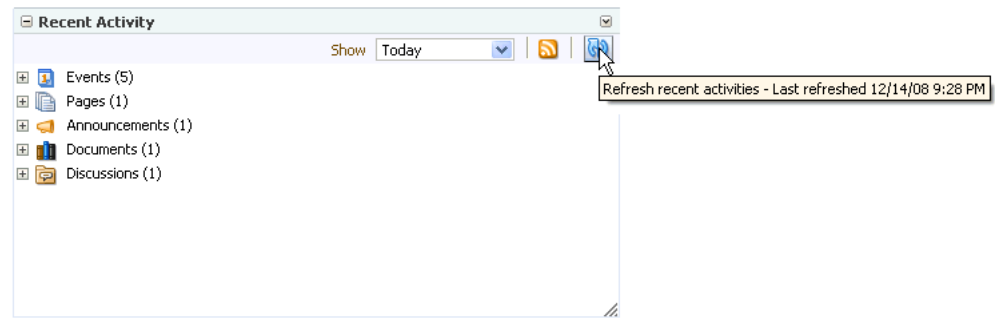 Recent Activity
Show Today
Events (5)
Refresh recent activities - Last refreshed 12/14/08 9:28 PM
Pages (1)
Announcements (1)
Documents (1)
Discussions (1)